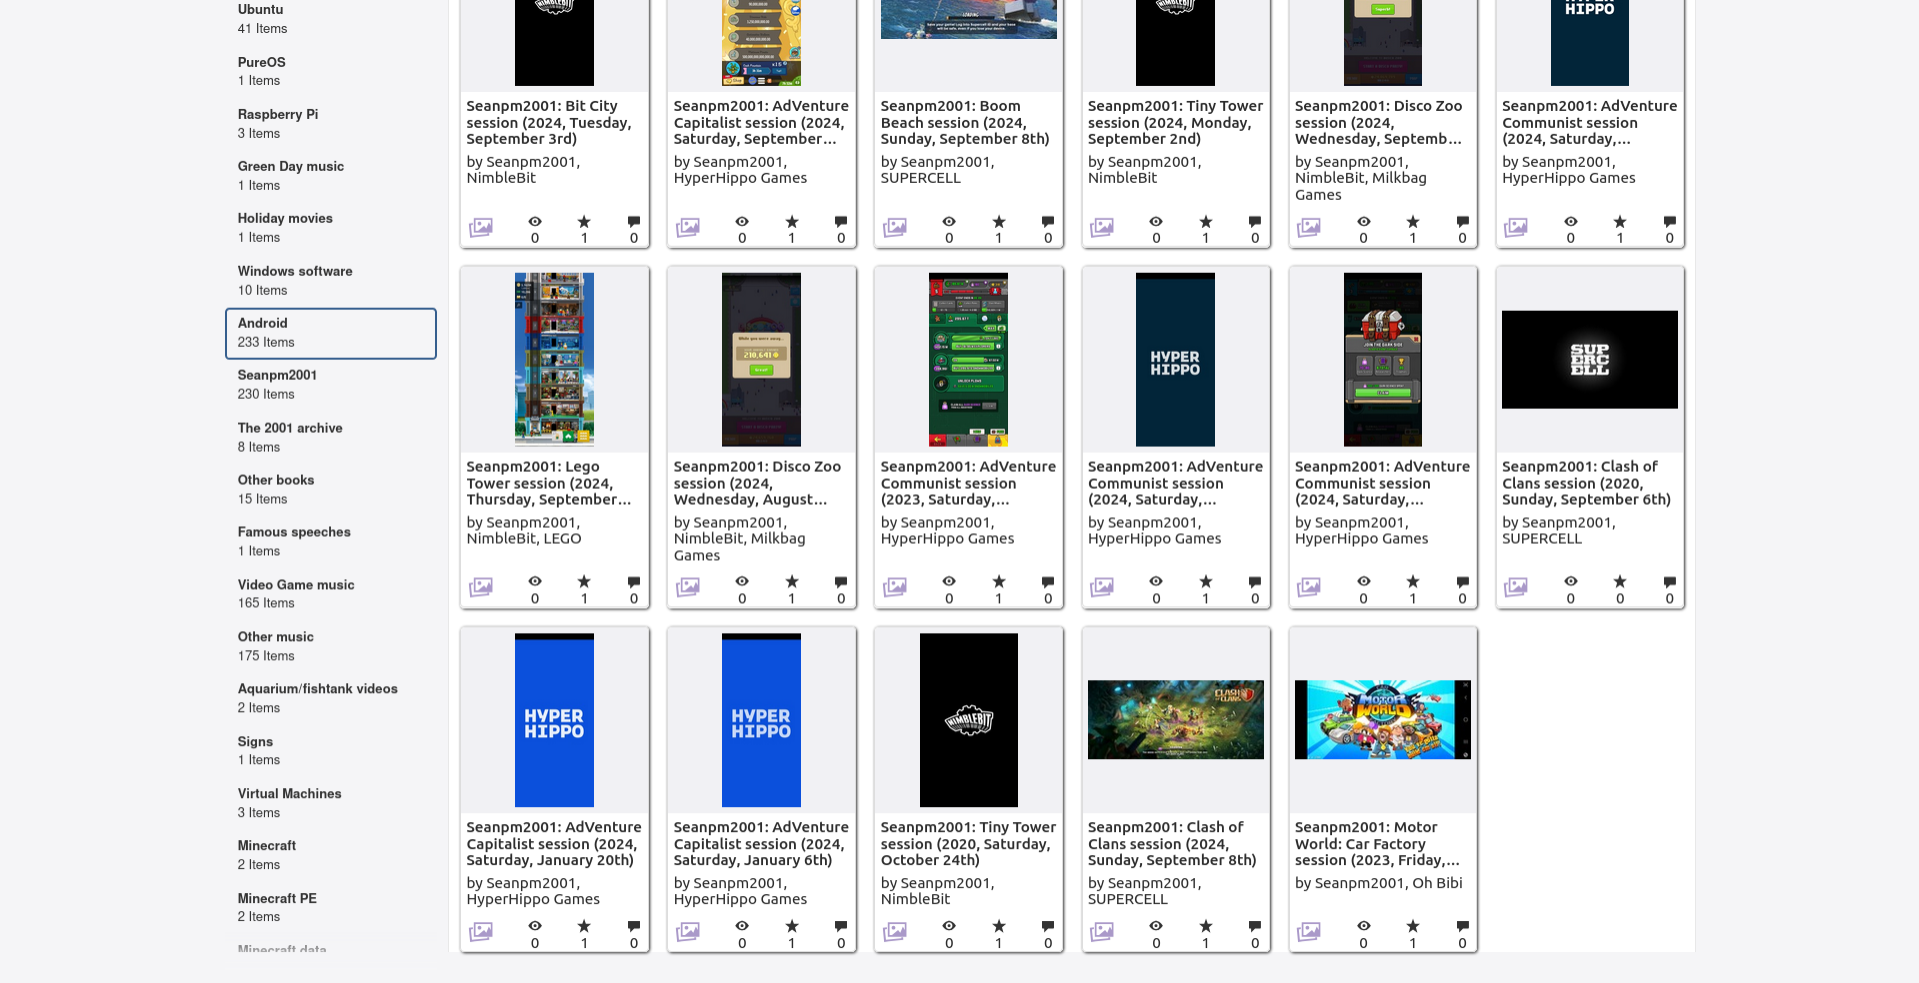 Ubuntu
41 Items
PureOS
1 Items
Raspberry Pi
3 Items
Green Day music
1 Items
Holiday movies
1 Items
Windows software
10 Items
Android
233 Items
Seanpm2001
230 Items
The 2001 archive
8 Items
Other books
15 Items
Famous speeches
1 Items
Video Game music
165 Items
Other music
175 Items
Aquarium/fishtank videos
2 Items
Signs
1 Items
Virtual Machines
3 Items
Minecraft
2 Items
Minecraft PE
2 Items
Minecraft data
NIMBLEBIT
Seanpm2001: Bit City
session (2024, Tuesday,
September 3rd)
by Seanpm2001,
NimbleBit
0 1 0
Seanpm2001: AdVenture
Capitalist session (2024,
Saturday, September...
by Seanpm2001,
HyperHippo Games
0 1 0
Seanpm2001: Boom
Beach session (2024,
Sunday, September 8th)
by Seanpm2001,
SUPERCELL
0 1 0
NIMBLEBIT
Seanpm2001: Tiny Tower
session (2024, Monday,
September 2nd)
by Seanpm2001,
NimbleBit
0 1 0
Seanpm2001: Disco Zoo
session (2024,
Wednesday, Septemb...
by Seanpm2001,
NimbleBit, Milkbag
Games
0 1 0
HIPPO
Seanpm2001: AdVenture
Communist session
(2024, Saturday,...
by Seanpm2001,
HyperHippo Games
0 1 0
Seanpm2001: Lego
Tower session (2024,
Thursday, September...
by Seanpm2001,
NimbleBit, LEGO
0 1 0
While you were away...
210,641
Seanpm2001: Disco Zoo
session (2024,
Wednesday, August...
by Seanpm2001,
NimbleBit, Milkbag
Games
0 1 0
Seanpm2001: AdVenture
Communist session
(2023, Saturday,...
by Seanpm2001,
HyperHippo Games
0 1 0
HYPER
HIPPO
Seanpm2001: AdVenture
Communist session
(2024, Saturday,...
by Seanpm2001,
HyperHippo Games
0 1 0
JOIN THE DARK SIDE!
Seanpm2001: AdVenture
Communist session
(2024, Saturday,...
by Seanpm2001,
HyperHippo Games
0 1 0
SUP
ERC
ELL
Seanpm2001: Clash of
Clans session (2020,
Sunday, September 6th)
by Seanpm2001,
SUPERCELL
0 0 0
HYPER
HIPPO
Seanpm2001: AdVenture
Capitalist session (2024,
Saturday, January 20th)
by Seanpm2001,
HyperHippo Games
0 1 0
HYPER
HIPPO
Seanpm2001: AdVenture
Capitalist session (2024,
Saturday, January 6th)
by Seanpm2001,
HyperHippo Games
0 1 0
NIMBLEBIT
Seanpm2001: Tiny Tower
session (2020, Saturday,
October 24th)
by Seanpm2001,
NimbleBit
0 1 0
CLASH
OF CLANS
Seanpm2001: Clash of
Clans session (2024,
Sunday, September 8th)
by Seanpm2001,
SUPERCELL
0 1 0
MOTOR
WORLD
Seanpm2001: Motor
World: Car Factory
session (2023, Friday,...
by Seanpm2001, Oh Bibi
0 1 0